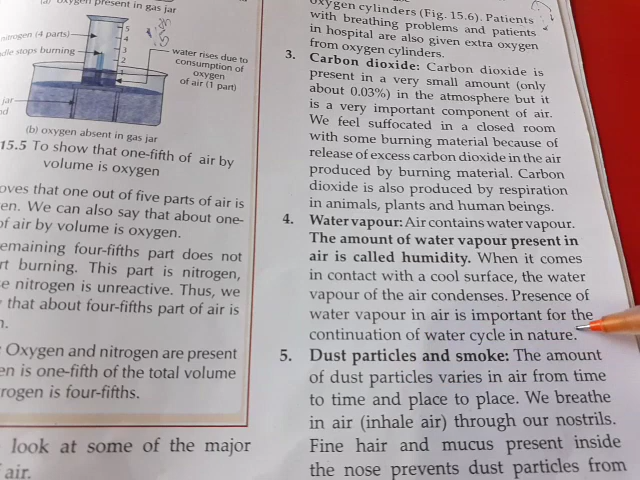 oxygen present in gas jar
nitrogen (4 parts)
stops burning
5
4
3
2
1
water rises due to
consumption of
oxygen
of air (1 part)
jar
(b) oxygen absent in gas jar
15.5 To show that one-fifth of air by
volume is oxygen
oves that one out of five parts of air is
en. We can also say that about one-
of air by volume is oxygen.
emaining four-fifths part does not
rt burning. This part is nitrogen,
e nitrogen is unreactive. Thus, we
that about four-fifths part of air is
n.
: Oxygen and nitrogen are present
en is one-fifth of the total volume
rogen is four-fifths.
look at some of the major
air.
oxygen cylinders (Fig. 15.6). Patients
with breathing problems and patients
in hospital are also given extra oxygen
from oxygen cylinders.
3. Carbon dioxide: Carbon dioxide is
present in a very small amount (only
about 0.03%) in the atmosphere but it
is a very important component of air.
We feel suffocated in a closed room
with some burning material because of
release of excess carbon dioxide in the air
produced by burning material. Carbon
dioxide is also produced by respiration
in animals, plants and human beings.
4. Water vapour: Air contains water vapour.
The amount of water vapour present in
air is called humidity. When it comes
in contact with a cool surface, the water
vapour of the air condenses. Presence of
water vapour in air is important for the
continuation of water cycle in nature.
5. Dust particles and smoke: The amount
of dust particles varies in air from time
to time and place to place. We breathe
in air (inhale air) through our nostrils.
Fine hair and mucus present inside
the nose prevents dust particles from